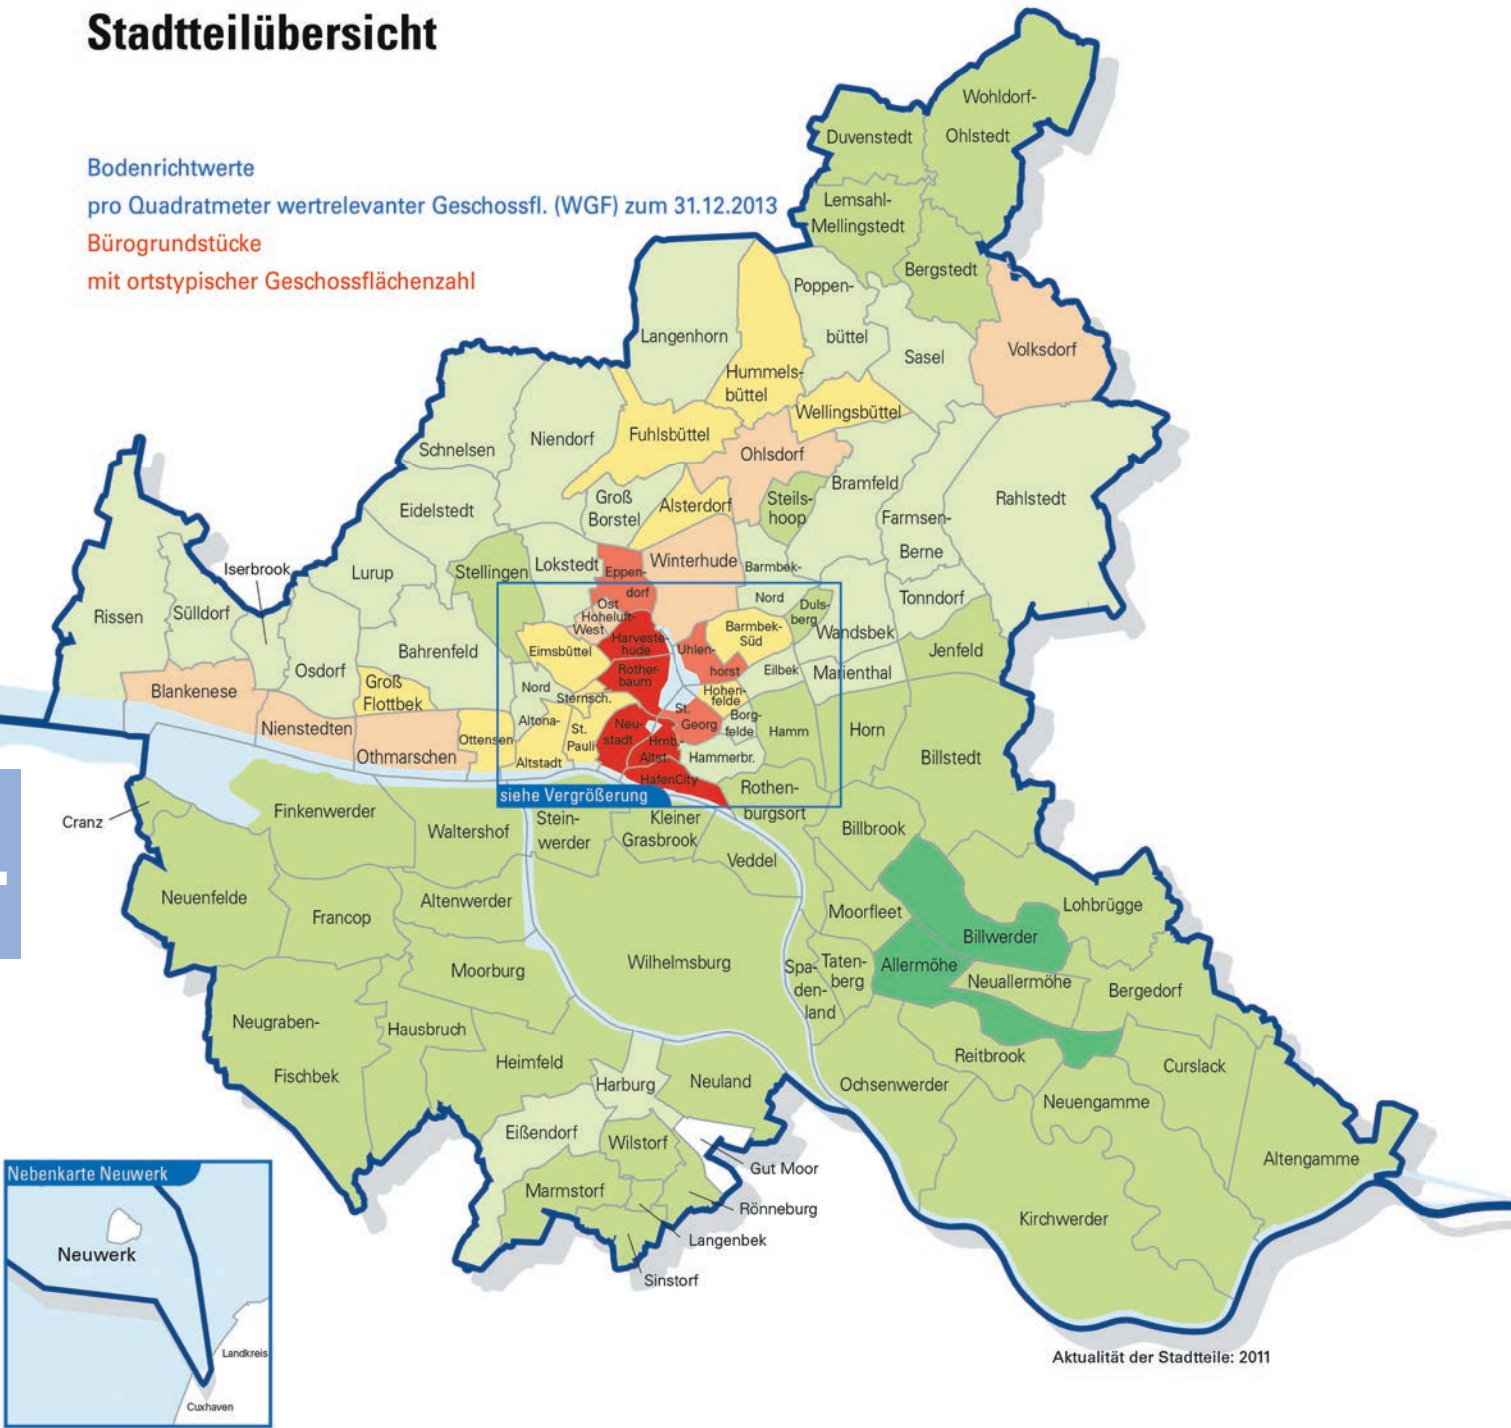 Stadtteilübersicht
Bodenrichtwerte
pro Quadratmeter wertrelevanter Geschossfl. (WGF) zum 31.12.2013
Bürogrundstücke
mit ortstypischer Geschossflächenzahl
Wohldorf-
Ohlstedt
Duvenstedt
Lemsahl-
Mellingstedt
Bergstedt
Poppen-
büttel
Langenhorn
Sasel
Volksdorf
Hummels-
büttel
Wellingsbüttel
Fuhlsbüttel
Niendorf
Schnelsen
Ohlsdorf
Bramfeld
Rahlstedt
Groß
Borstel
Alsterdorf
Steils-
hoop
Eidelstedt
Farmsen-
Berne
Iserbrook
Lurup
Stellingen
Lokstedt
Eppen-
dorf
Winterhude
Barmbek-
Nord
Tonndorf
Rissen
Sülldorf
Ost
Hoheluft-
West
Duls-
berg
Harveste-
hude
Barmbek-
Süd
Wandsbek
Bahrenfeld
Eimsbüttel
Uhlen-
horst
Jenfeld
Osdorf
Rother-
baum
Eilbek
Marienthal
Blankenese
Groß
Flottbek
Nord
Sternsch.
Hohen-
felde
Altona-
Altstadt
St.
Pauli
St.
Georg
Borg-
felde
Nienstedten
Othmarschen
Ottensen
Neu-
stadt
Hmb.-
Altst.
Hammerbr.
Hamm
Horn
Billstedt
HafenCity
siehe Vergrößerung
Rothen-
burgsort
Cranz
Finkenwerder
Waltershof
Stein-
werder
Kleiner
Grasbrook
Billbrook
Veddel
Neuenfelde
Francop
Altenwerder
Moorfleet
Lohbrügge
Billwerder
Moorburg
Wilhelmsburg
Spa-
den-
land
Taten-
berg
Allermöhe
Neuallermöhe
Bergedorf
Neugraben-
Fischbek
Hausbruch
Heimfeld
Harburg
Neuland
Ochsenwerder
Reitbrook
Curslack
Neuengamme
Eißendorf
Wilstorf
Gut Moor
Altengamme
Marmstorf
Rönneburg
Langenbek
Kirchwerder
Sinstorf
Nebenkarte Neuwerk
Neuwerk
Landkreis
Cuxhaven
Aktualität der Stadtteile: 2011